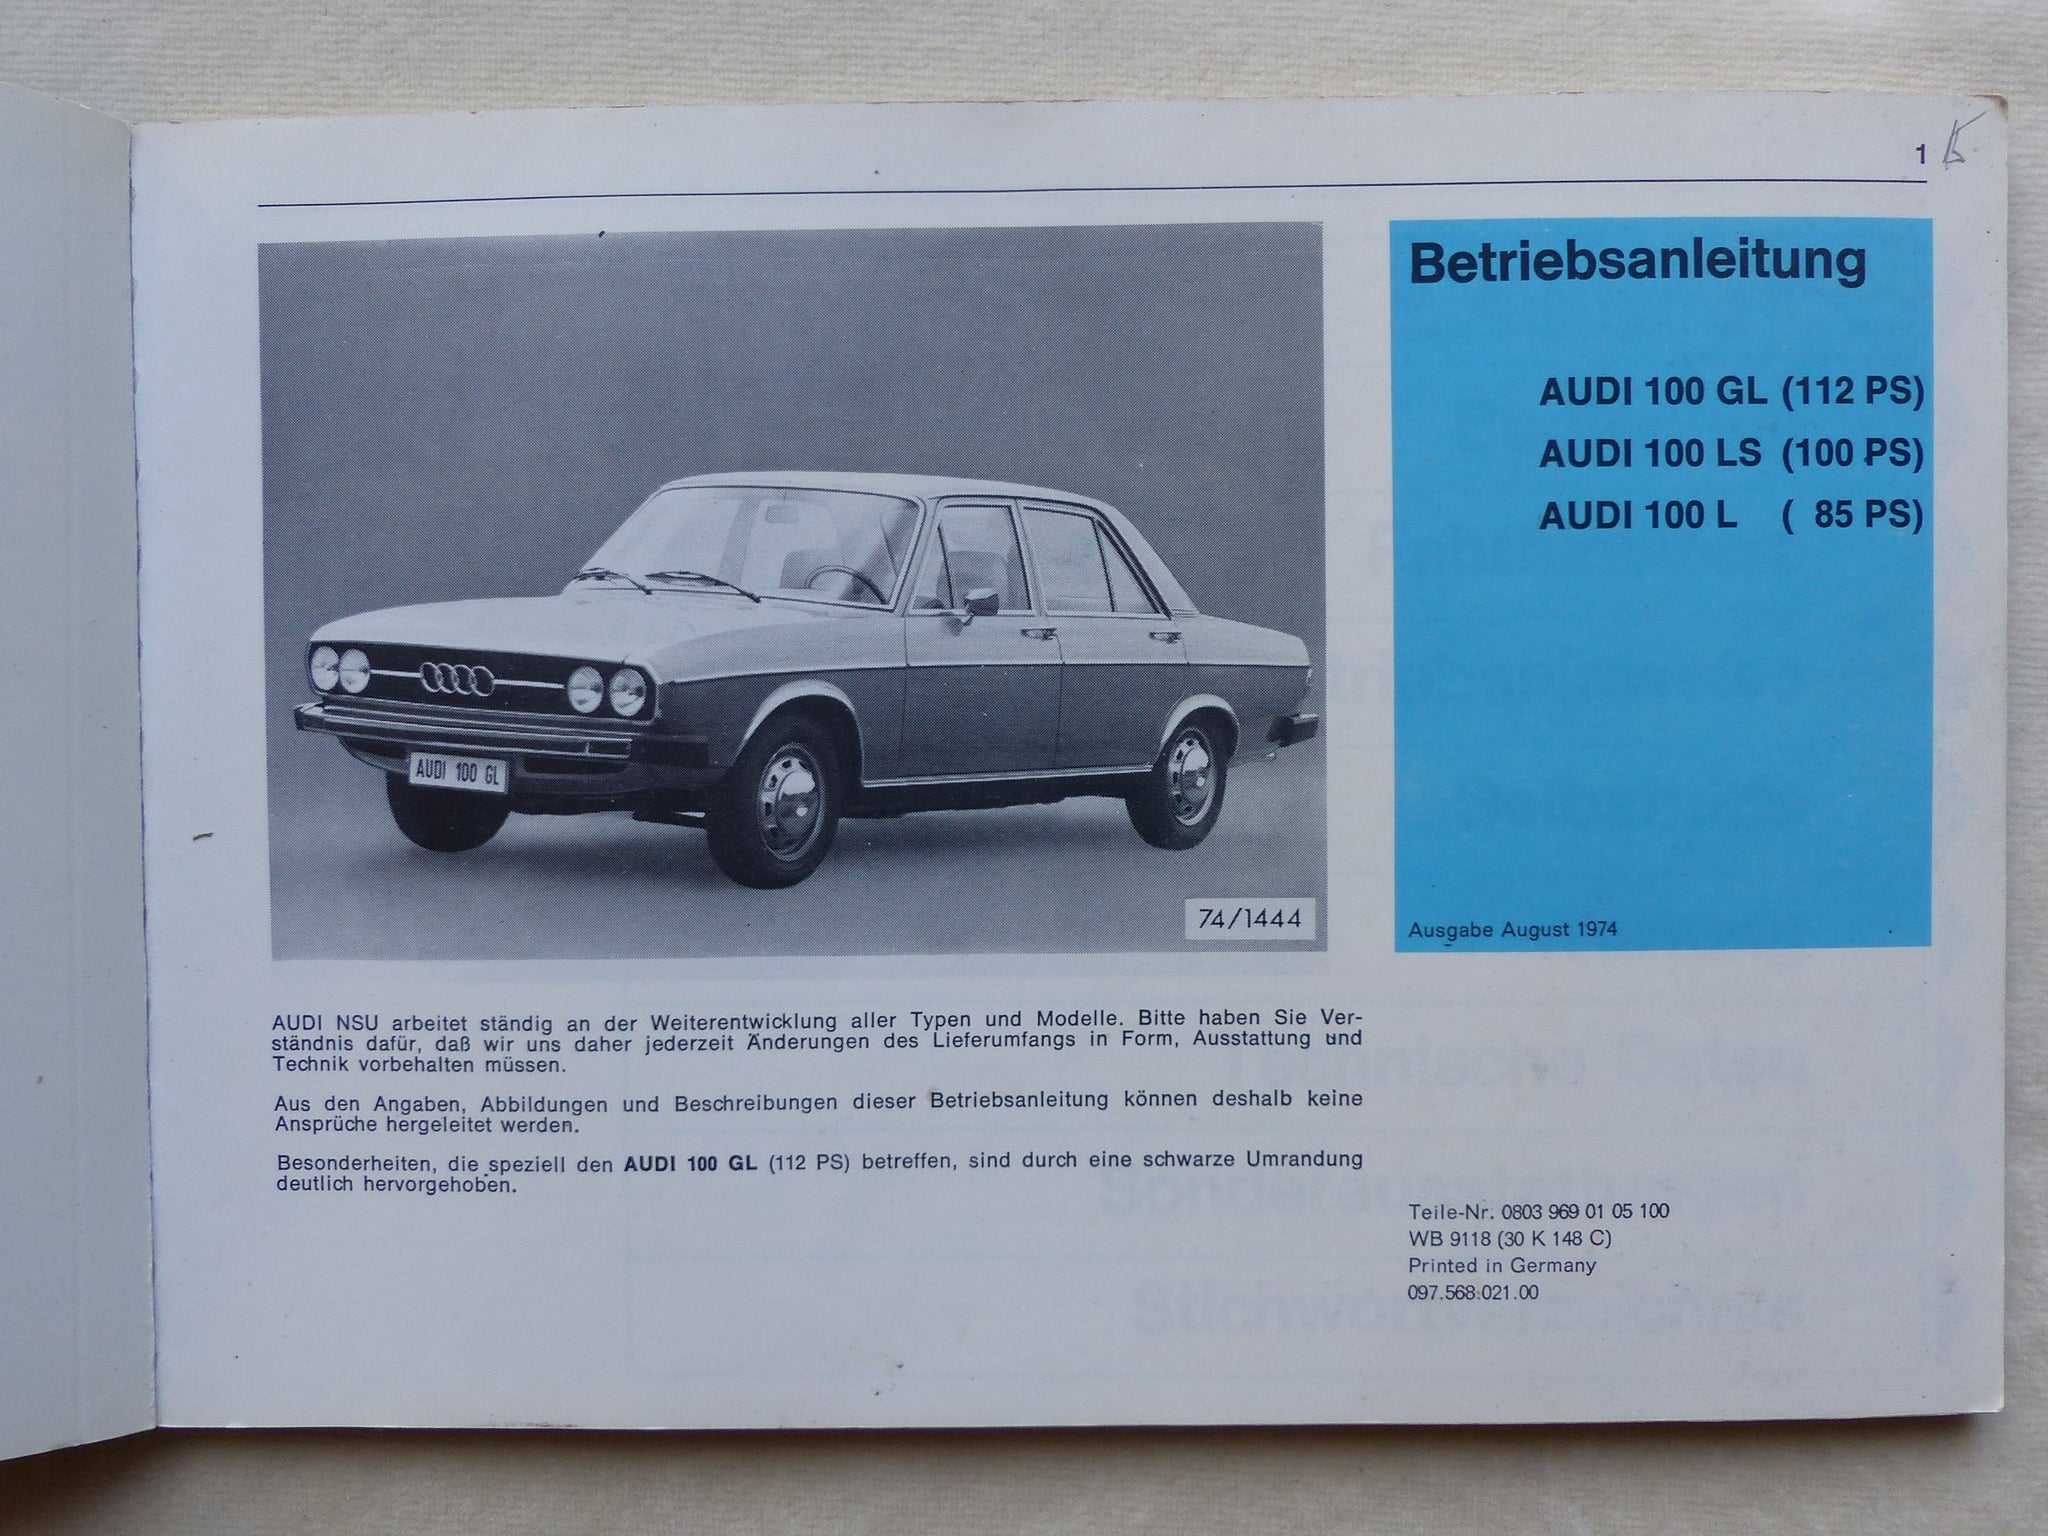 1
Betriebsanleitung
AUDI 100 GL (112 PS)
AUDI 100 LS (100 PS)
AUDI 100 L ( 85 PS)
Ausgabe August 1974
AUDI 100 GL
74/1444
AUDI NSU arbeitet ständig an der Weiterentwicklung aller Typen und Modelle. Bitte haben Sie Ver-
ständnis dafür, daß wir uns daher jederzeit Änderungen des Lieferumfangs in Form, Ausstattung und
Technik vorbehalten müssen.
Aus den Angaben, Abbildungen und Beschreibungen dieser Betriebsanleitung können deshalb keine
Ansprüche hergeleitet werden.
Besonderheiten, die speziell den AUDI 100 GL (112 PS) betreffen, sind durch eine schwarze Umrandung
deutlich hervorgehoben.
Teile-Nr. 0803 969 01 05 100
WB 9118 (30 K 148 C)
Printed in Germany
097.568.021.00